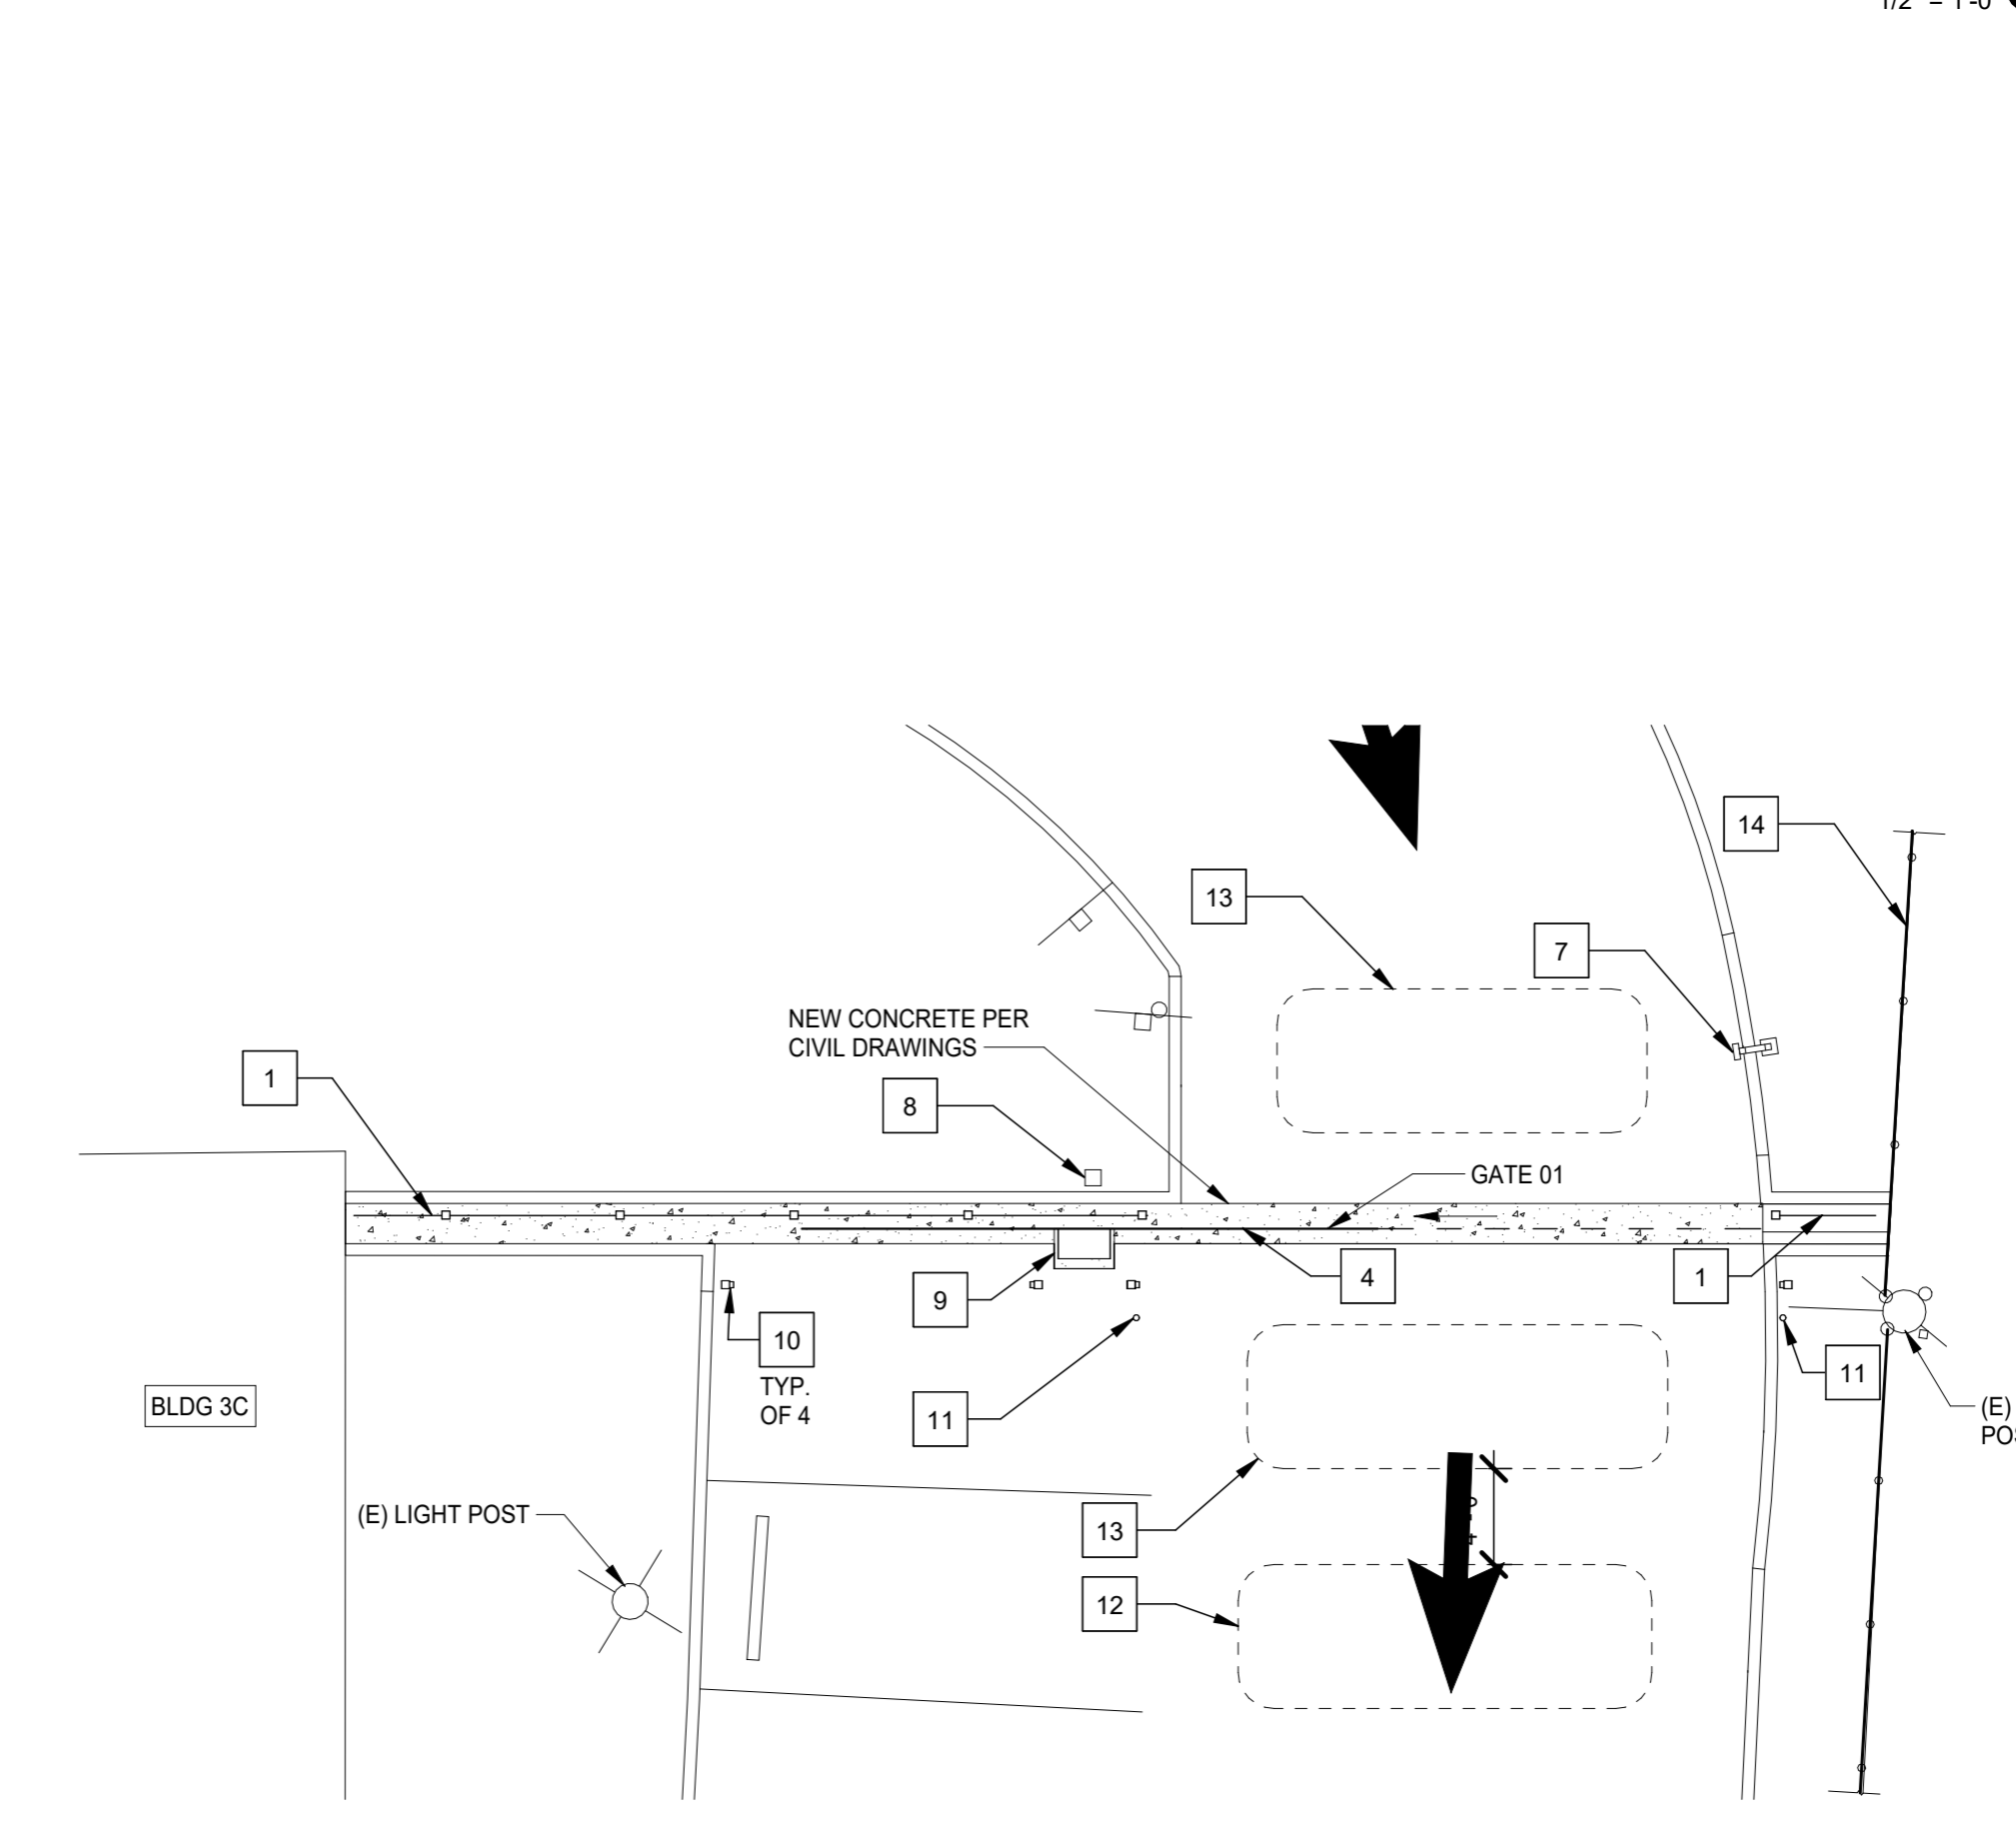 14
13
7
NEW CONCRETE PER
CIVIL DRAWINGS
1
8
GATE 01
9
4
1
10
TYP.
OF 4
11
11
BLDG 3C
(E)
(E) LIGHT POST
13
12